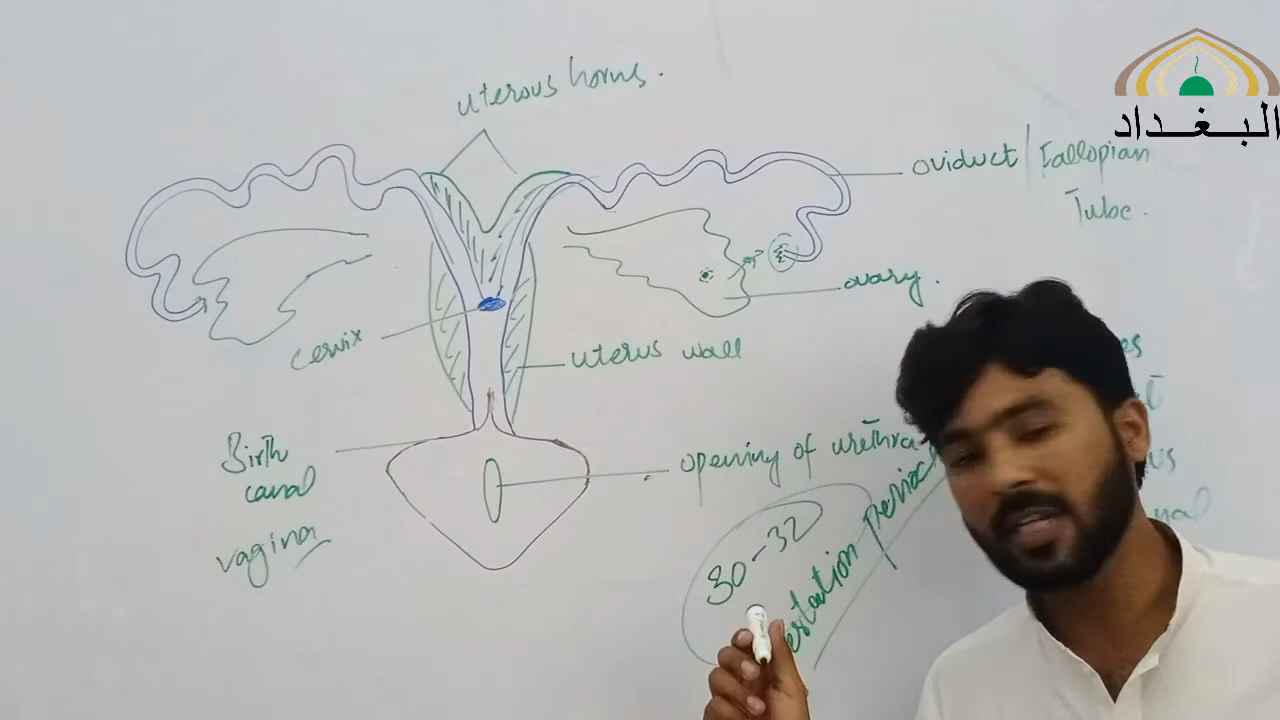 uterous horns.
البغداد
oviduct / Fallopian
Tube.
ovary.
cervix
uterus wall
Birth
canal
vagina
opening of urethra
30-32
estation period